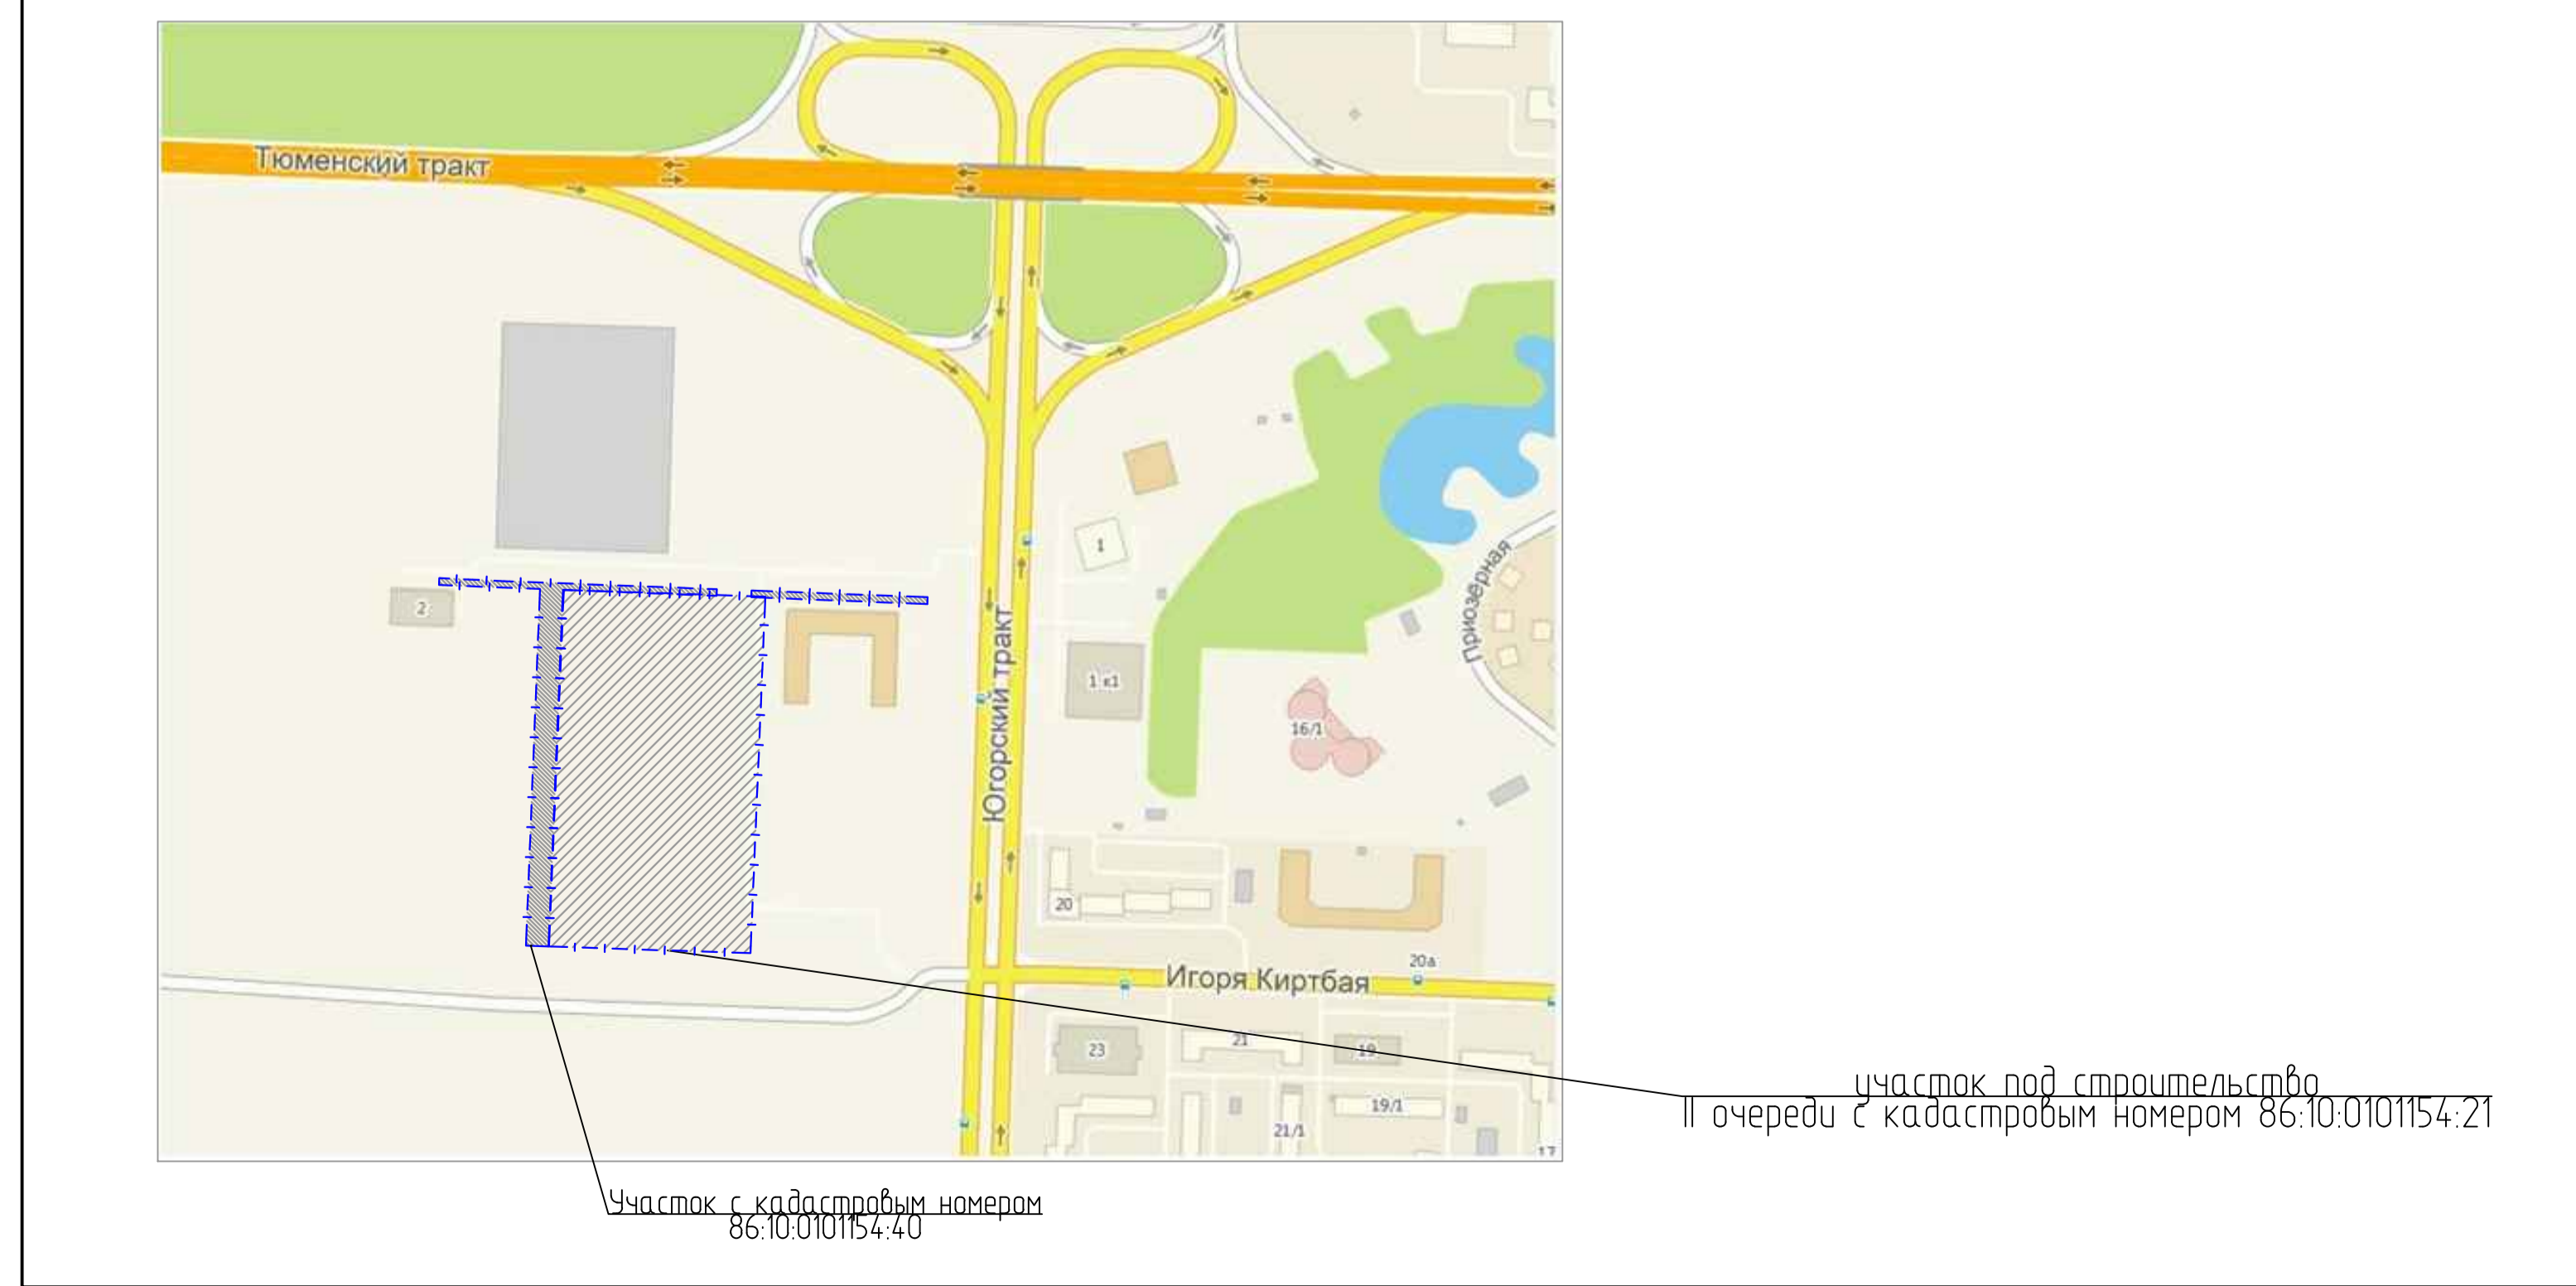 Тюменский тракт
Приозерная
1
2
Югорский тракт
1 к1
16/1
20
20а
Игоря Киртбая
23
21
19
19/1
21/1
17
участок под строительство
II очереди с кадастровым номером 86:10:0101154:21
Участок с кадастровым номером
86:10:0101154:40